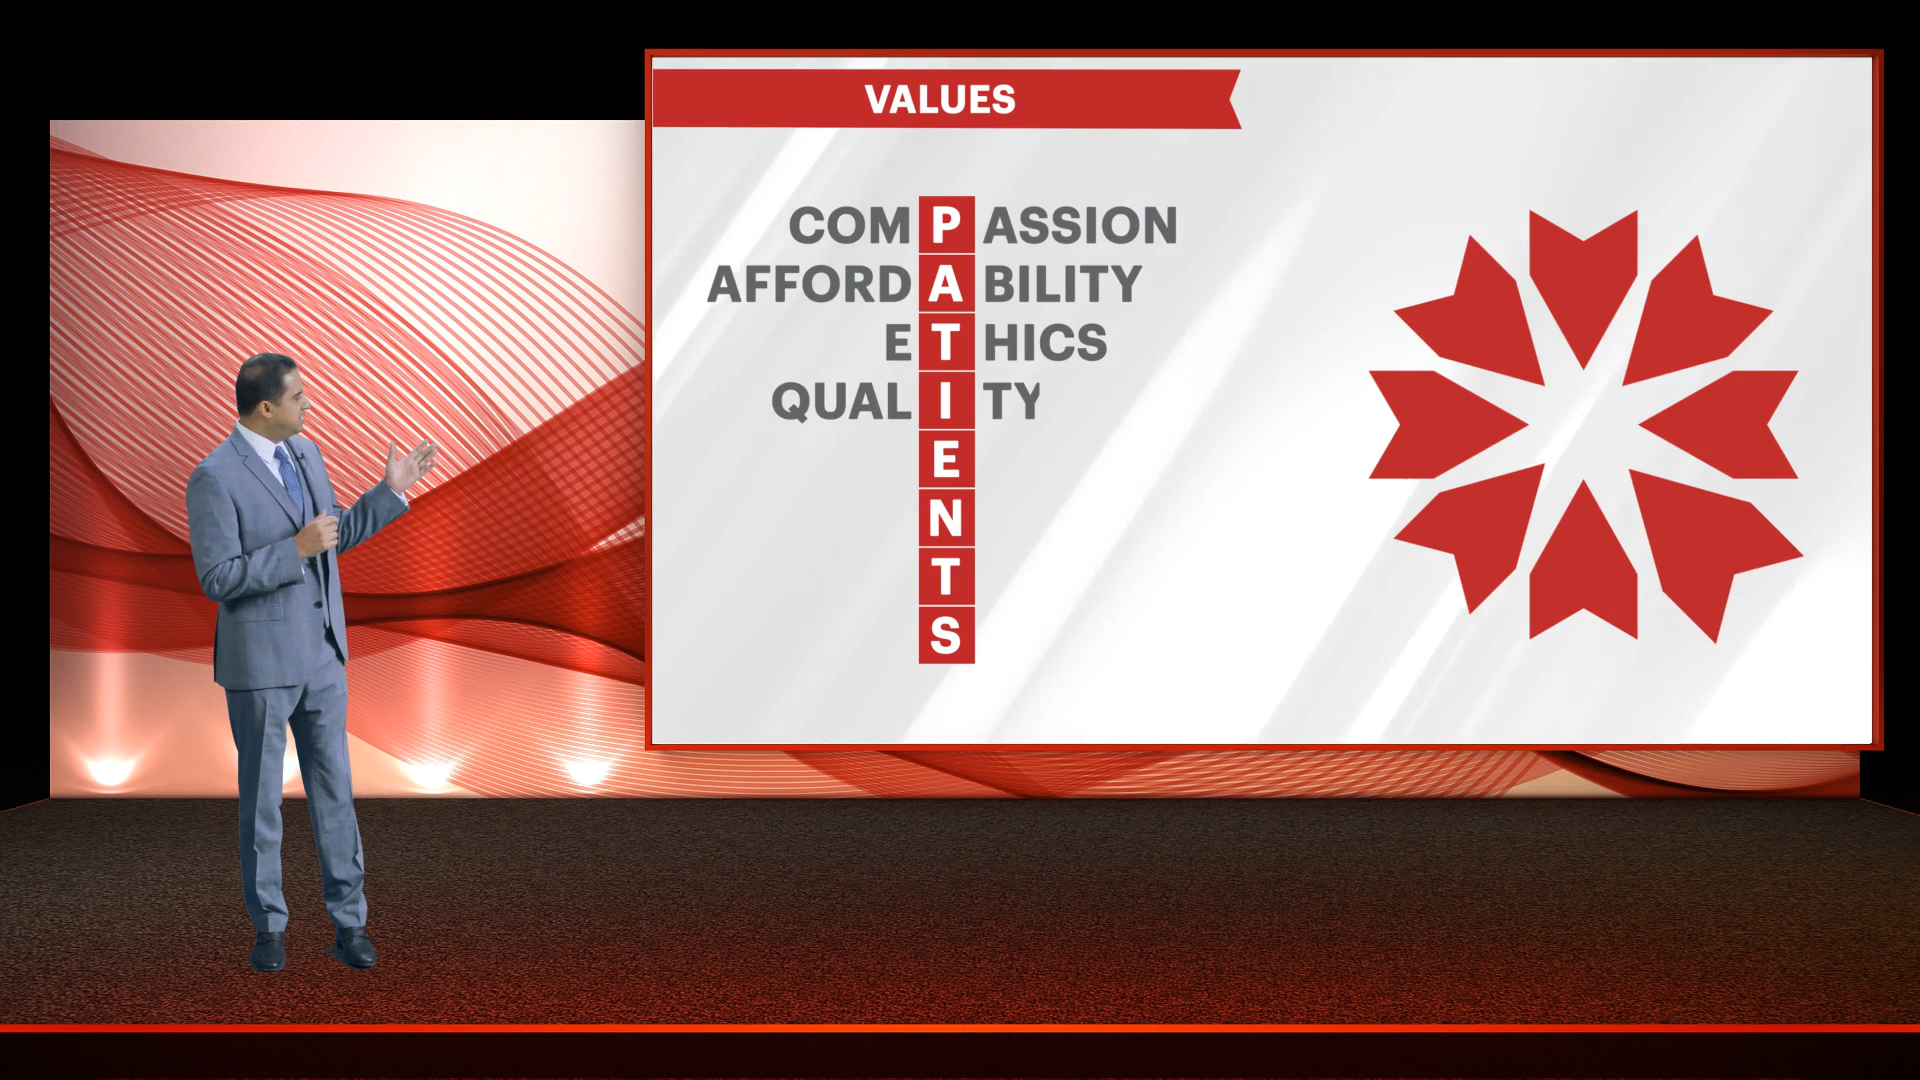 VALUES
COMPASSION
AFFORDABILITY
ETHICS
QUALITY
E
N
T
S